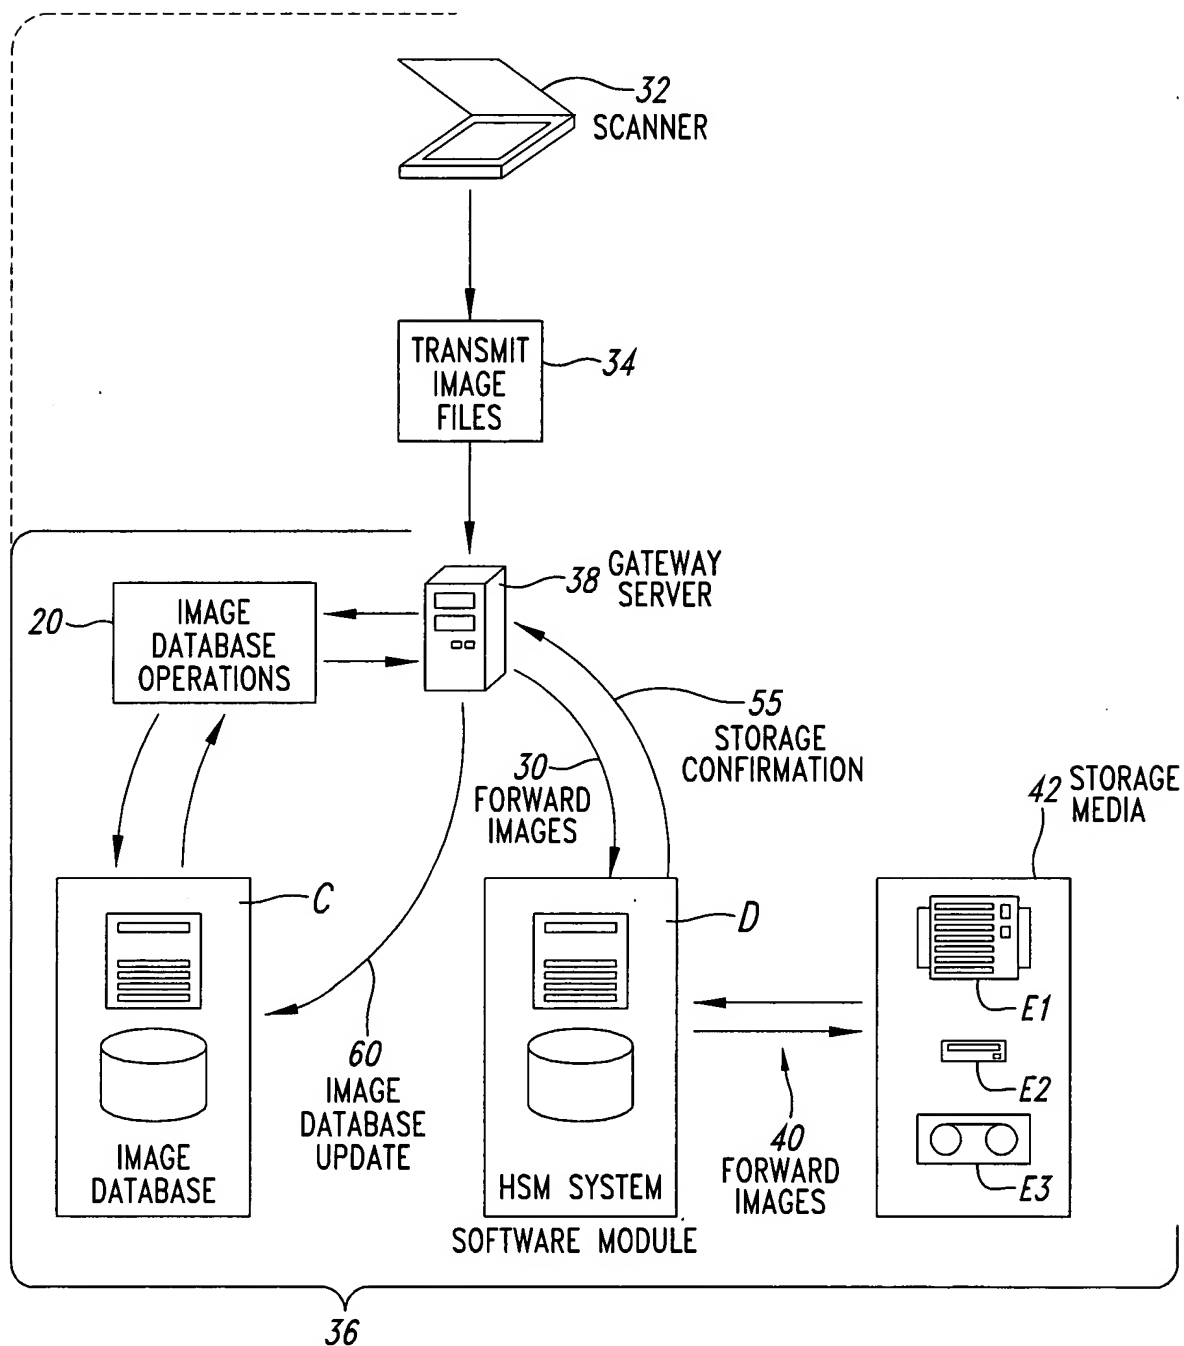 32
SCANNER
TRANSMIT
IMAGE
FILES
34
38 GATEWAY
SERVER
20
IMAGE
DATABASE
OPERATIONS
55
STORAGE
CONFIRMATION
30
FORWARD
IMAGES
42 STORAGE
MEDIA
C
D
E1
E2
E3
60
IMAGE
DATABASE
UPDATE
40
FORWARD
IMAGES
IMAGE
DATABASE
HSM SYSTEM
SOFTWARE MODULE
36